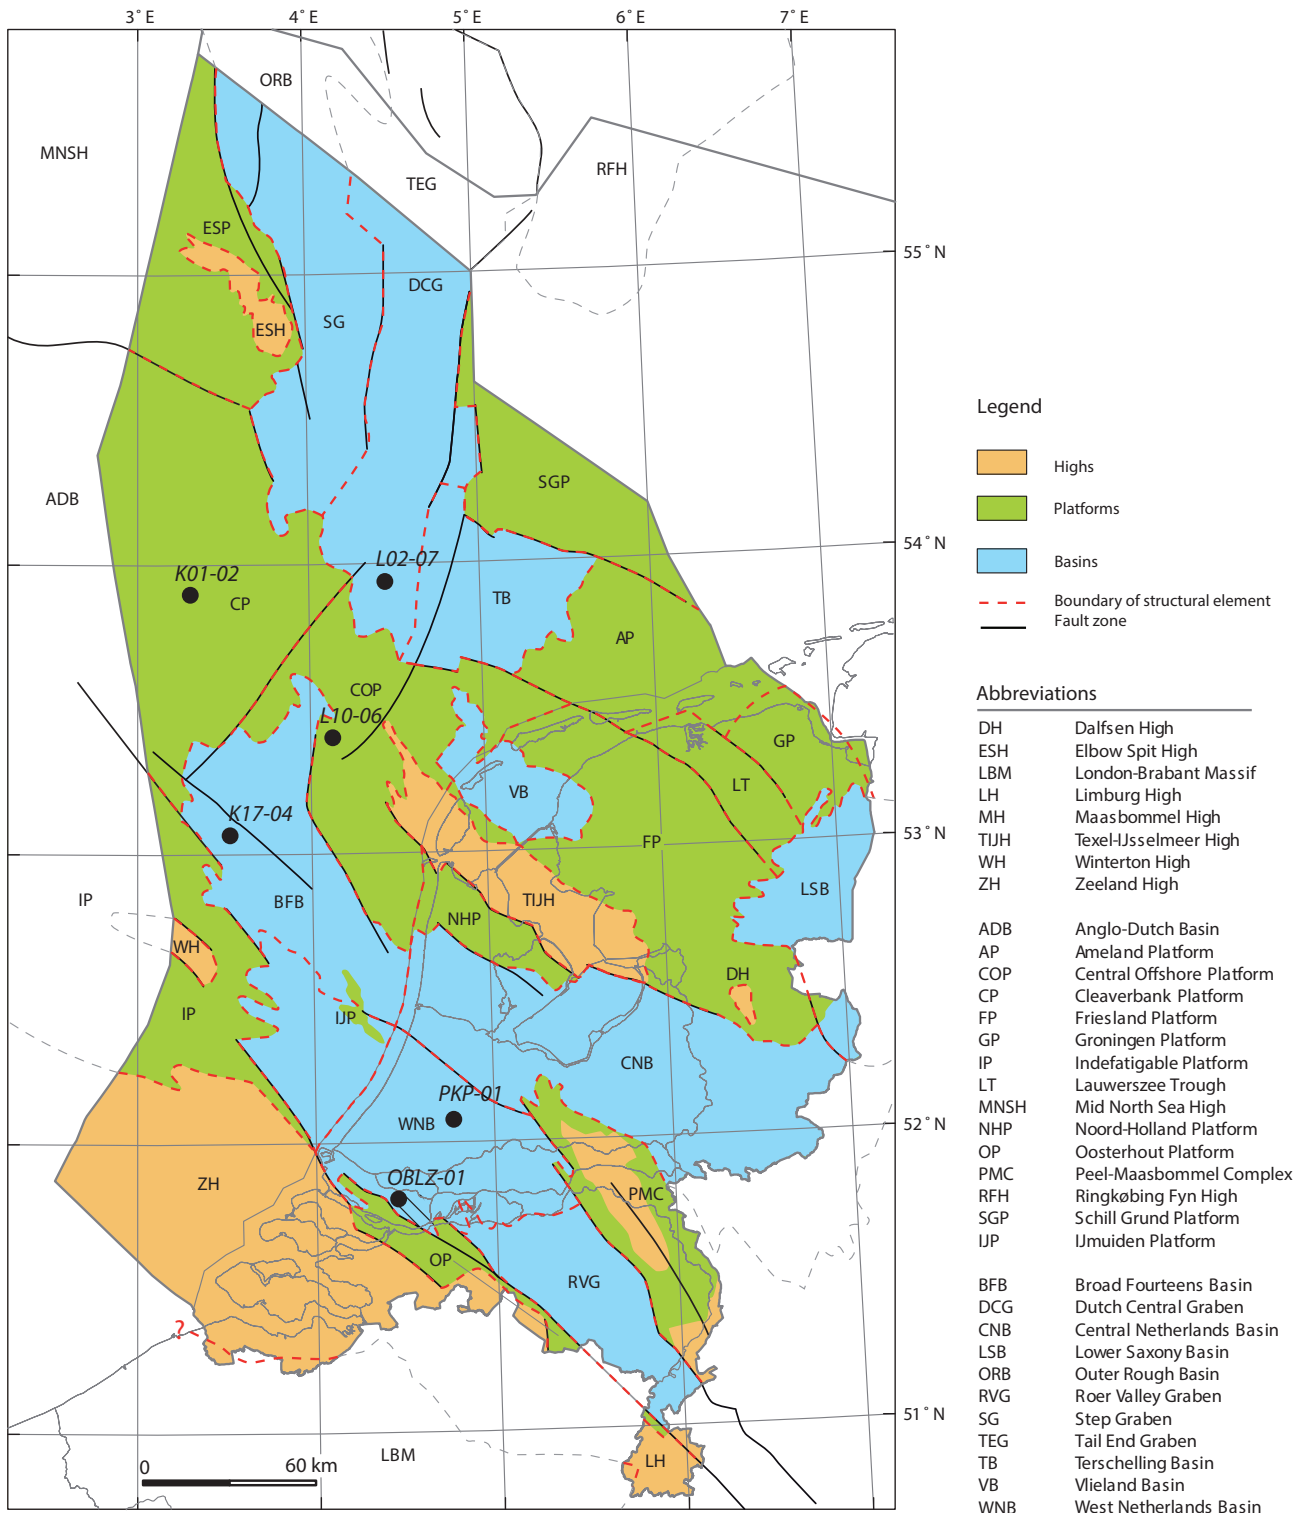 3° E 4° E 5° E 6° E 7° E
ORB
MNSH
RFH
TEG
ESP
55° N
DCG
SG
ESH
Legend
Highs
SGP
ADB
Platforms
54° N
L02-07
Basins
K01-02
TB
CP
Boundary of structural element
Fault zone
AP
COP
Abbreviations
L10-06
DH Dalfsen High
GP
ESH Elbow Spit High
LBM London-Brabant Massif
LT
VB
LH Limburg High
K17-04
MH Maasbommel High
53° N
FP
TIJH Texel-IJsselmeer High
WH Winterton High
LSB
ZH Zeeland High
IP
BFB
TIJH
NHP
ADB Anglo-Dutch Basin
WH
AP Ameland Platform
DH
COP Central Offshore Platform
CP Cleaverbank Platform
IP
IJP
FP Friesland Platform
GP Groningen Platform
CNB
IP Indefatigable Platform
LT Lauwerszee Trough
PKP-01
MNSH Mid North Sea High
WNB
52° N
NHP Noord-Holland Platform
OP Oosterhout Platform
OBLZ-01
PMC Peel-Maasbommel Complex
ZH
PMC
RFH Ringkøbing Fyn High
SGP Schill Grund Platform
IJP IJmuiden Platform
OP
RVG
BFB Broad Fourteens Basin
DCG Dutch Central Graben
?
CNB Central Netherlands Basin
LSB Lower Saxony Basin
ORB Outer Rough Basin
RVG Roer Valley Graben
51° N
SG Step Graben
TEG Tail End Graben
LBM
LH
TB Terschelling Basin
0 60 km
VB Vlieland Basin
WNB West Netherlands Basin